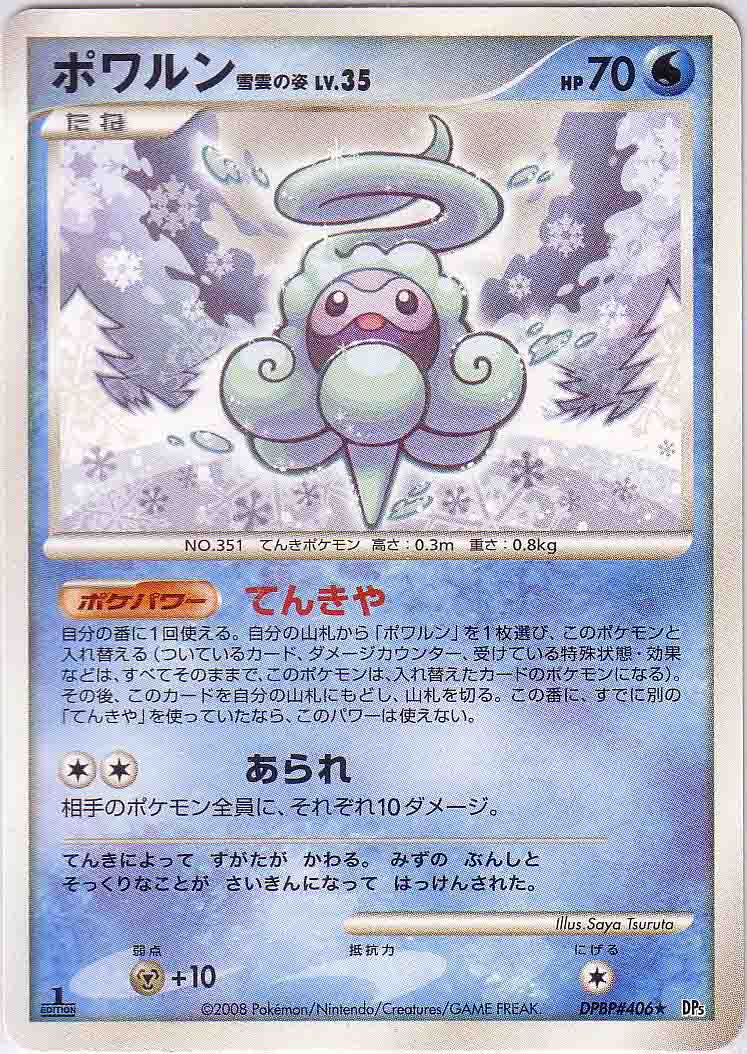 ポワルン 雪雲の姿 LV.35 HP 70
たね
NO.351 てんきポケモン 高さ：0.3m 重さ：0.8kg
ポケパワー てんきや
自分の番に1回使える。自分の山札から「ポワルン」を1枚選び、このポケモンと
入れ替える（ついているカード、ダメージカウンター、受けている特殊状態・効果
などは、すべてそのままで、このポケモンは、入れ替えたカードのポケモンになる）。
その後、このカードを自分の山札にもどし、山札を切る。この番に、すでに別の
「てんきや」を使っていたなら、このパワーは使えない。
あられ
相手のポケモン全員に、それぞれ10ダメージ。
てんきによって すがたが かわる。 みずの ぶんしと
そっくりなことが さいきんになって はっけんされた。
Illus.Saya Tsuruta
弱点 抵抗力 にげる
+10
1 EDITION ©2008 Pokémon/Nintendo/Creatures/GAME FREAK. DPBP#406★ DP5